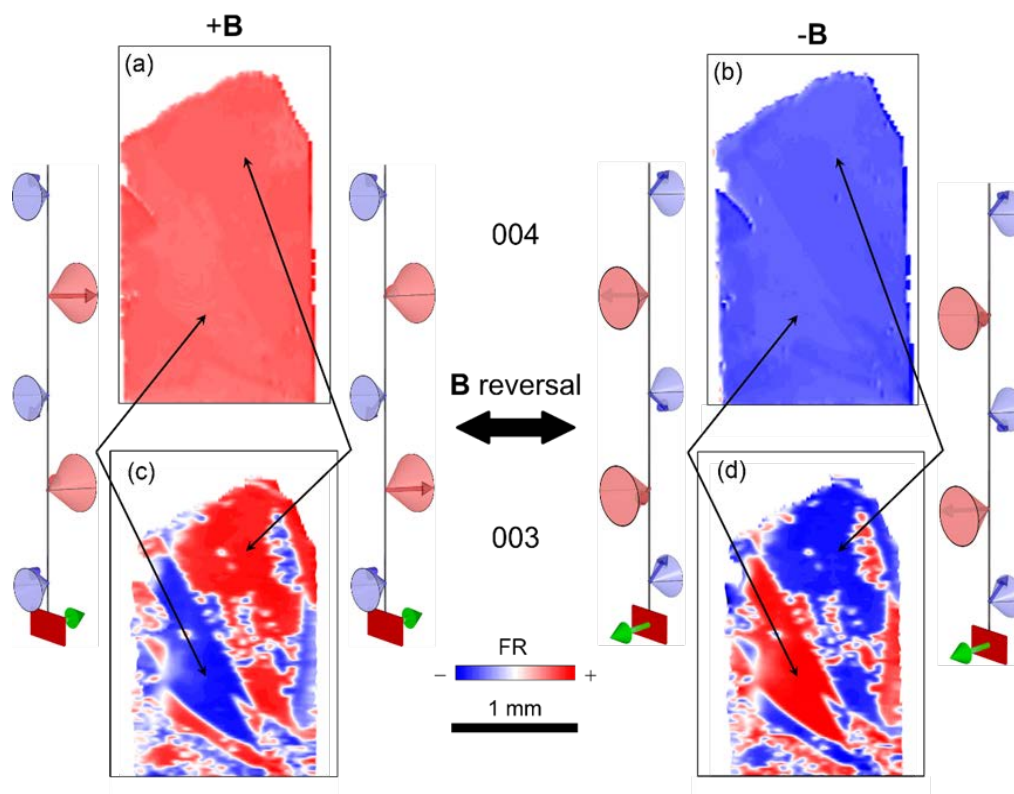 +B
-B
(a)
(b)
004
B reversal
(c)
(d)
003
FR
– +
1 mm